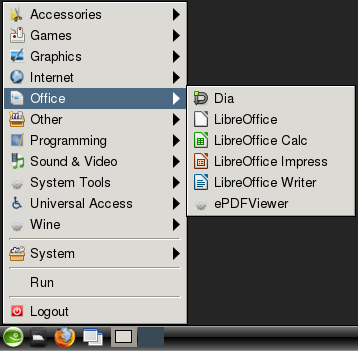 Accessories
Games
Graphics
Internet
Office
Other
Programming
Sound & Video
System Tools
Universal Access
Wine
System
Run
Logout
Dia
LibreOffice
LibreOffice Calc
LibreOffice Impress
LibreOffice Writer
ePDFViewer